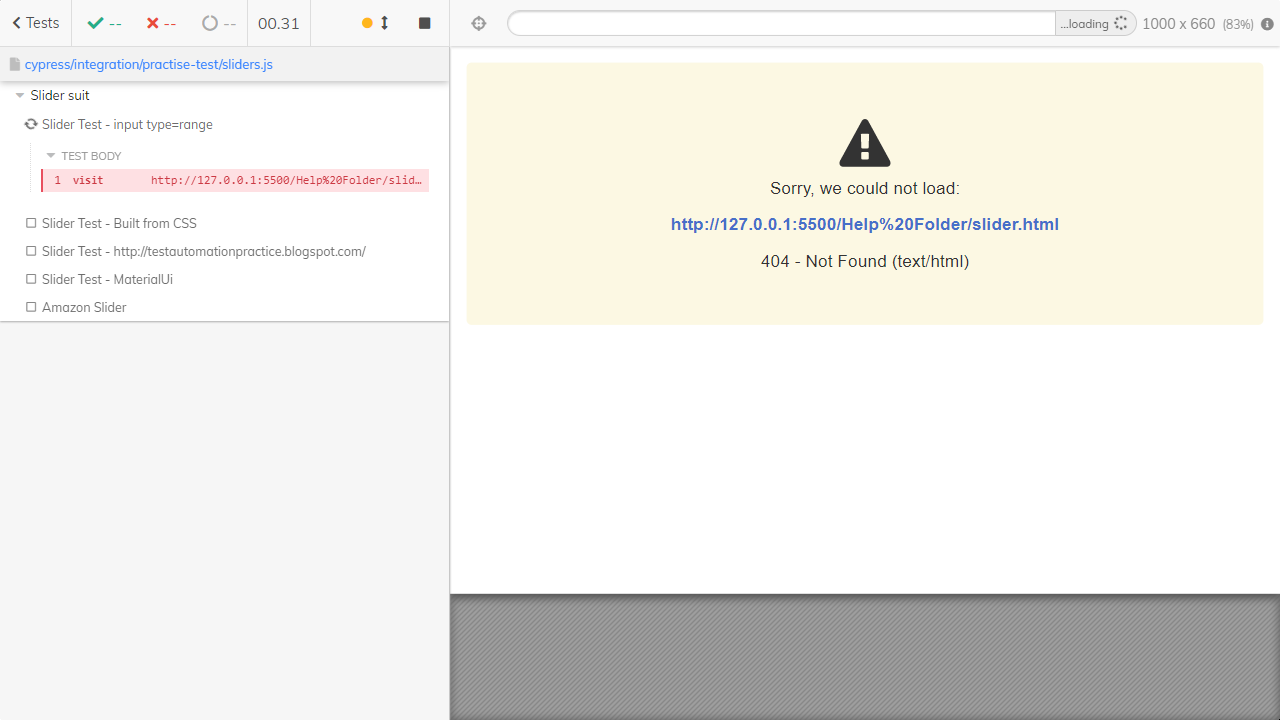 Tests -- -- -- 00.31 ...loading 1000 x 660 (83%)
cypress/integration/practise-test/sliders.js
Slider suit
Slider Test - input type=range
TEST BODY
1 visit http://127.0.0.1:5500/Help%20Folder/slid...
Slider Test - Built from CSS
Slider Test - http://testautomationpractice.blogspot.com/
Slider Test - MaterialUi
Amazon Slider
Sorry, we could not load:
http://127.0.0.1:5500/Help%20Folder/slider.html
404 - Not Found (text/html)